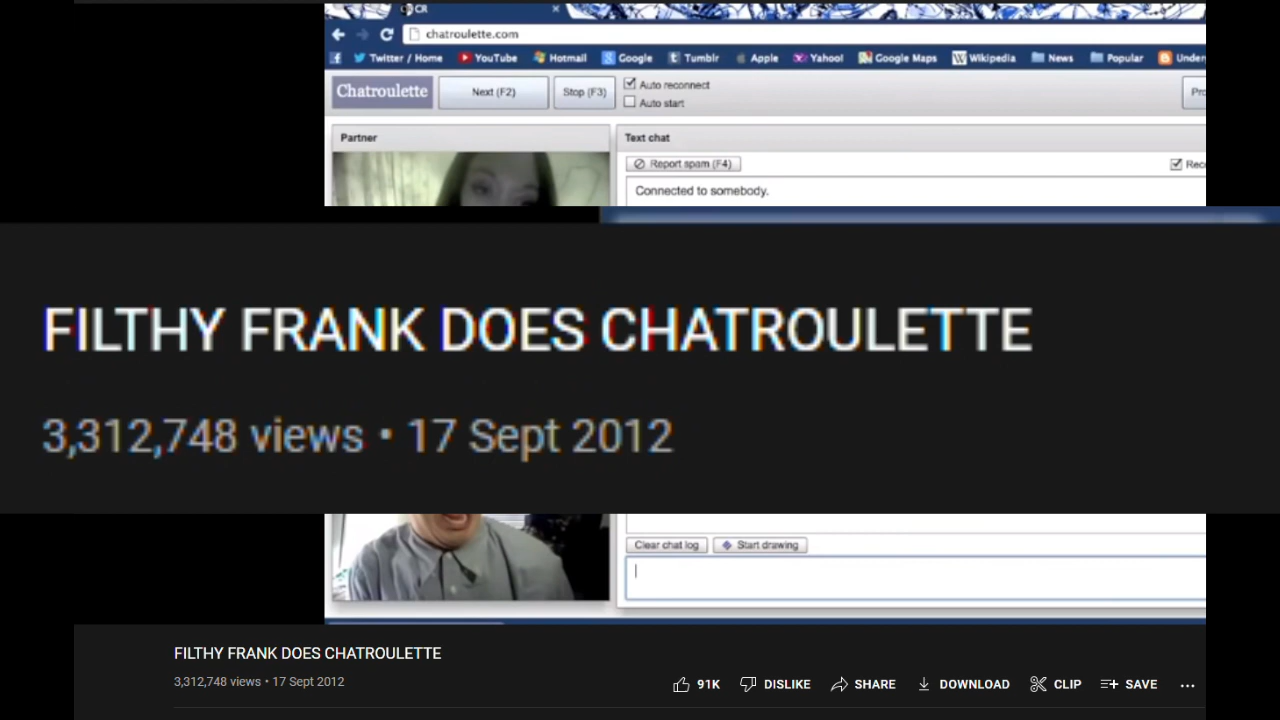 CR
chatroulette.com
Twitter / Home YouTube Hotmail Google Tumblr Apple Yahoo! Google Maps Wikipedia News Popular
Chatroulette Next (F2) Stop (F3) Auto reconnect
Auto start
Partner Text chat
Report spam (F4)
Connected to somebody.
FILTHY FRANK DOES CHATROULETTE
3,312,748 views • 17 Sept 2012
Clear chat log Start drawing
FILTHY FRANK DOES CHATROULETTE
3,312,748 views • 17 Sept 2012
91K DISLIKE SHARE DOWNLOAD CLIP SAVE